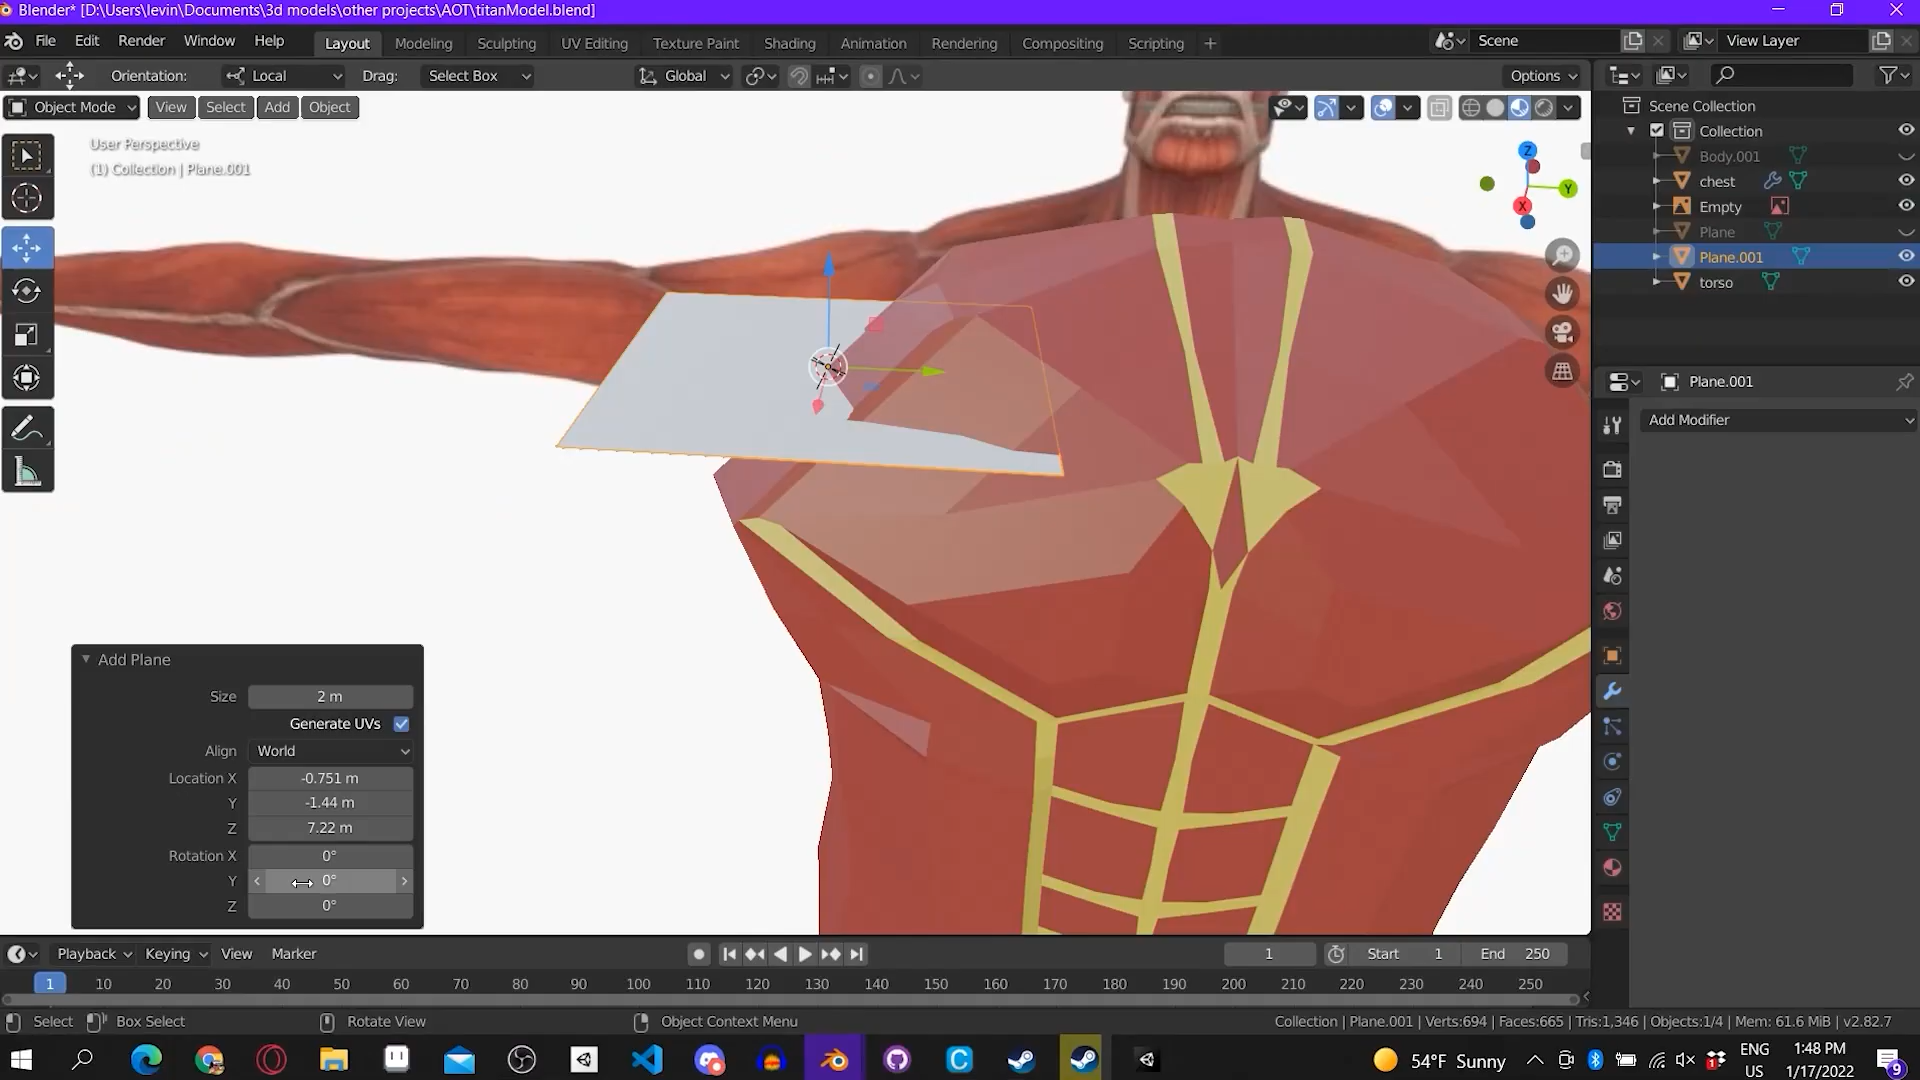 Blender* [D:\Users\levin\Documents\3d models\other projects\AOT\titanModel.blend]
File Edit Render Window Help Layout Modeling Sculpting UV Editing Texture Paint Shading Animation Rendering Compositing Scripting + Scene View Layer
Orientation: Local Drag: Select Box Global Options
Object Mode View Select Add Object
User Perspective
(1) Collection | Plane.001
Z
Y
X
Scene Collection
Collection
Body.001
chest
Empty
Plane
Plane.001
torso
Plane.001
Add Modifier
Add Plane
Size 2 m
Generate UVs
Align World
Location X -0.751 m
Y -1.44 m
Z 7.22 m
Rotation X 0°
Y 0°
Z 0°
Playback Keying View Marker 1 Start 1 End 250
1 10 20 30 40 50 60 70 80 90 100 110 120 130 140 150 160 170 180 190 200 210 220 230 240 250
Select Box Select Rotate View Object Context Menu Collection | Plane.001 | Verts:694 | Faces:665 | Tris:1,346 | Objects:1/4 | Mem: 61.6 MiB | v2.82.7
54°F Sunny
ENG
US
1:48 PM
1/17/2022
9